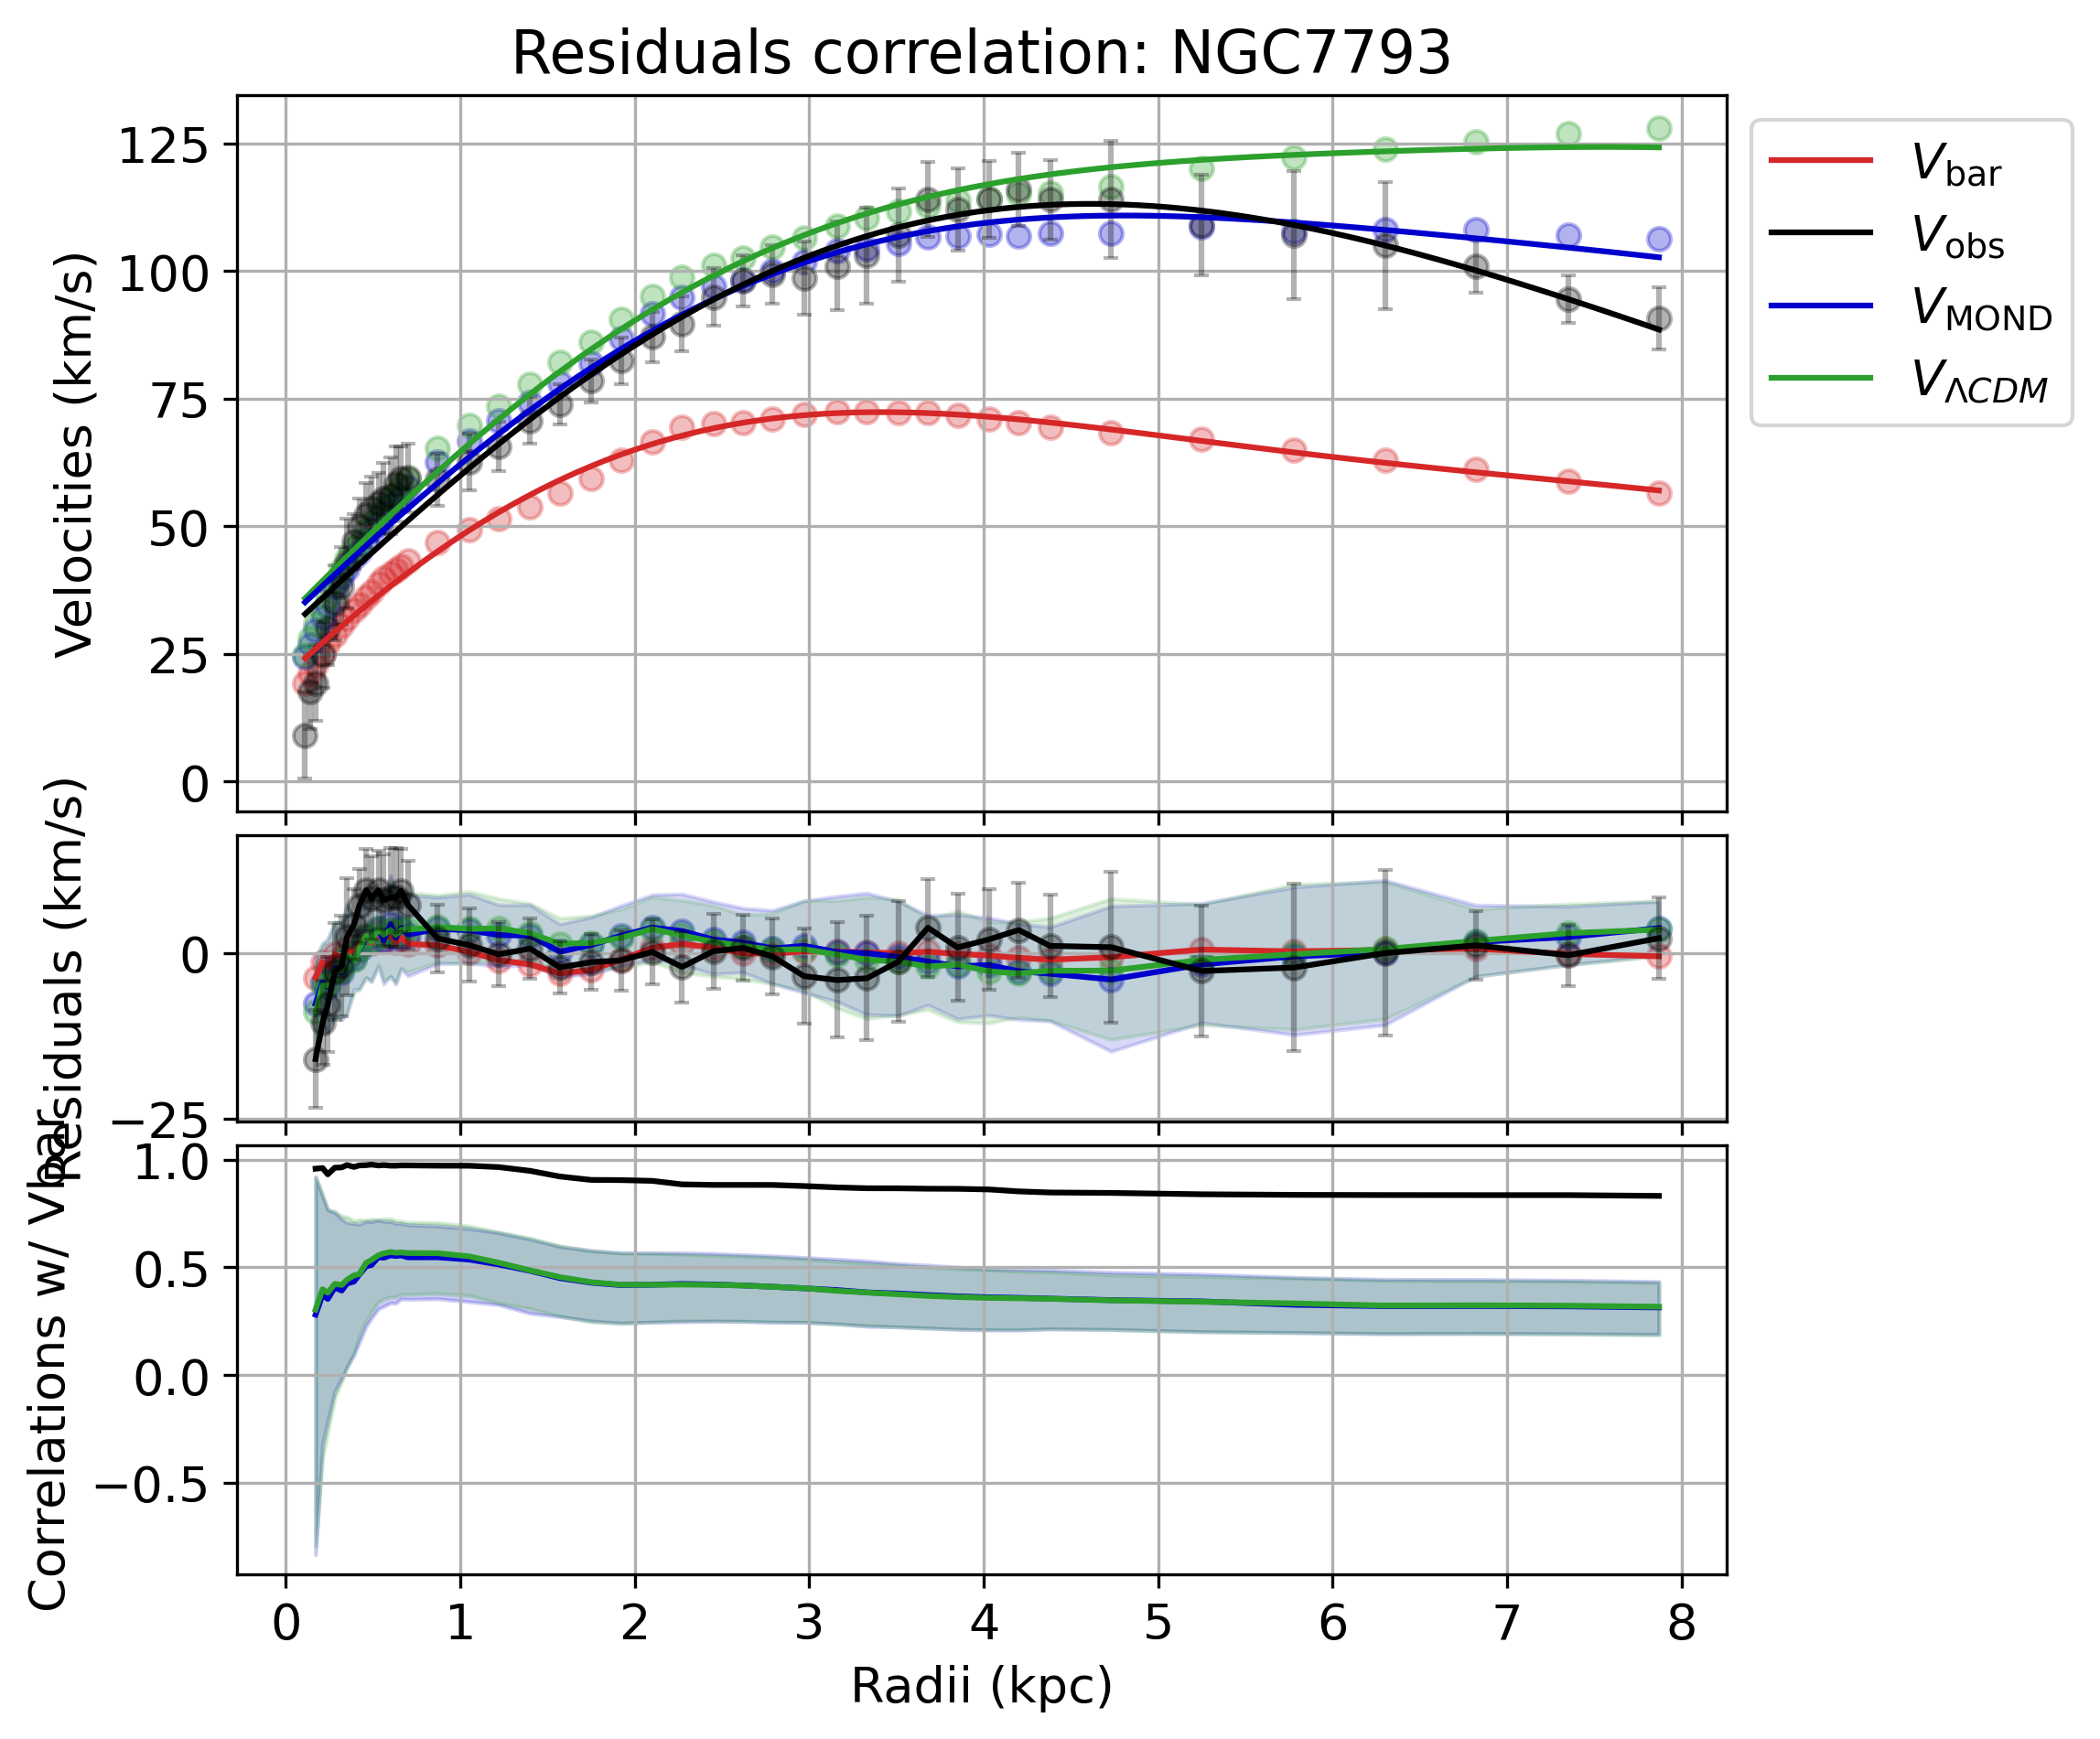 Residuals correlation: NGC7793
Velocities (km/s)
125
100
75
50
25
0
V_bar
V_obs
V_MOND
V_ΛCDM
Residuals (km/s)
0
−25
Correlations w/ Vbar
1.0
0.5
0.0
−0.5
0 1 2 3 4 5 6 7 8
Radii (kpc)